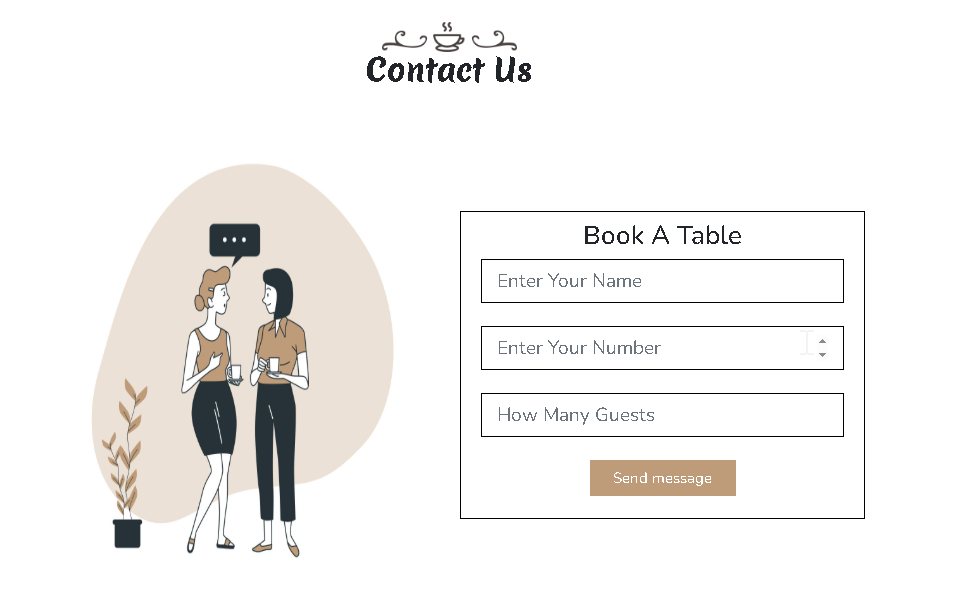 Contact Us
Book A Table
Enter Your Name
Enter Your Number
How Many Guests
Send message